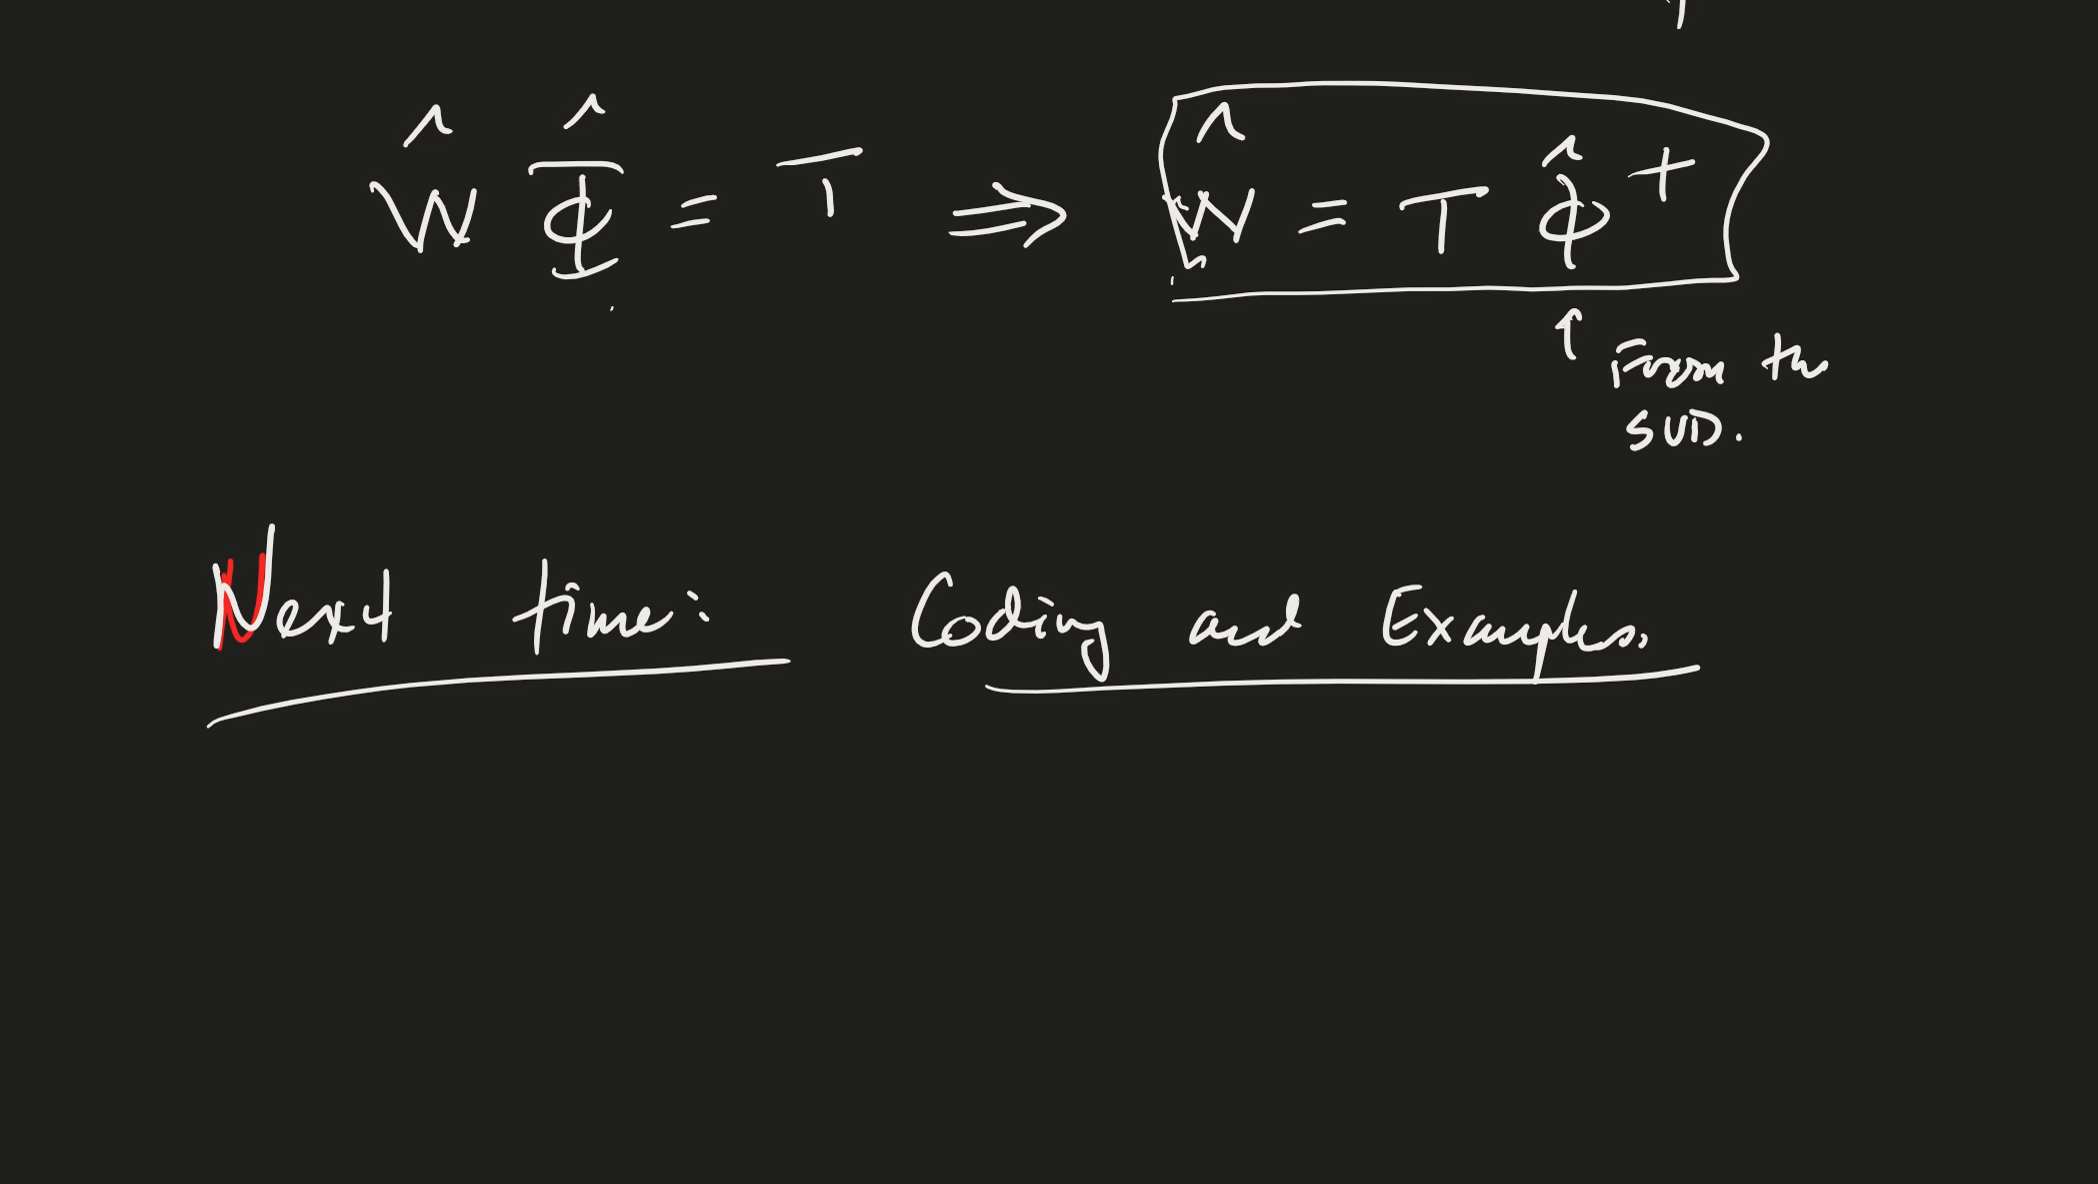 Ŵ Φ̂ = T ⇒ Ŵ = T Φ̂ +
↑ From the
SVD.
Next time: Coding and Examples.